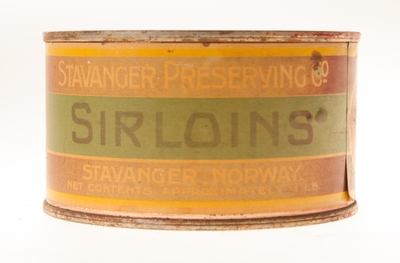 STAVANGER PRESERVING Co
SIRLOINS
STAVANGER, NORWAY.
NET CONTENTS APPROXIMATELY 1 LB